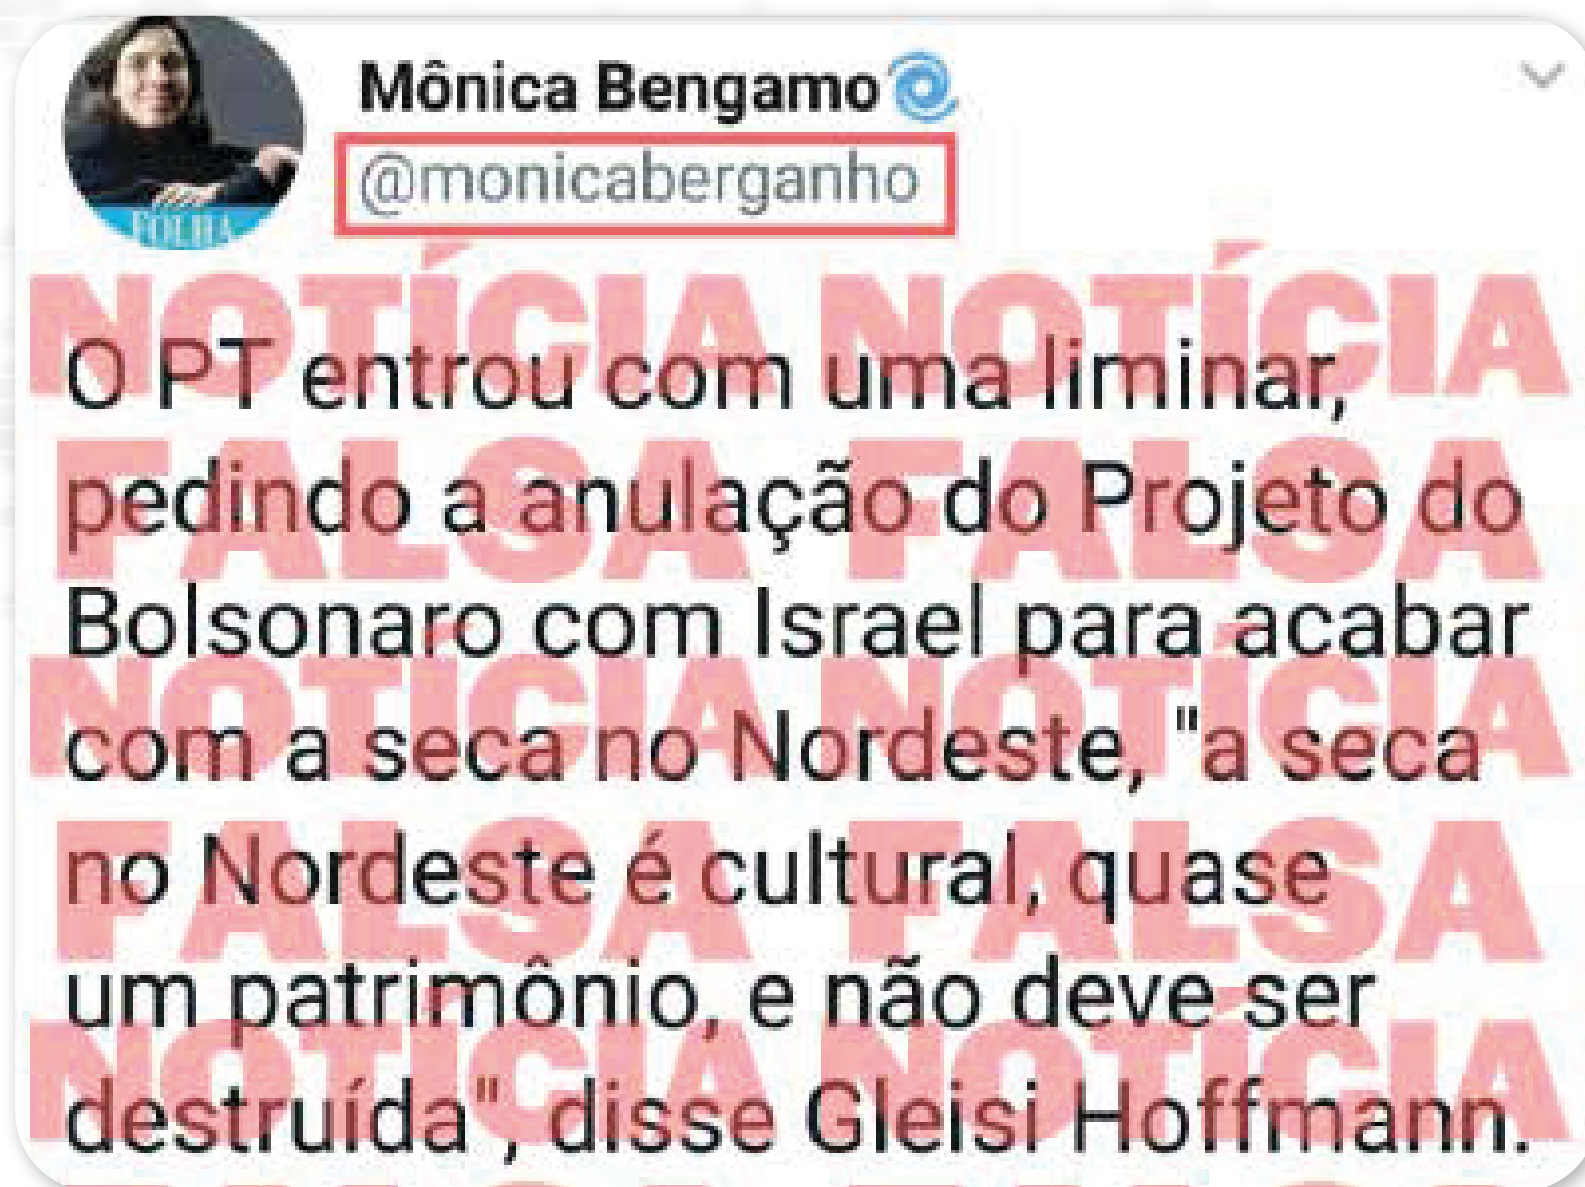 Mônica Bengamo
@monicaberganho
FOLHA
NOTÍCIA NOTÍCIA
O PT entrou com uma liminar,
FALSA FALSA
pedindo a anulação do Projeto do
Bolsonaro com Israel para acabar
NOTÍCIA NOTÍCIA
com a seca no Nordeste, "a seca
FALSA FALSA
no Nordeste é cultural, quase
um patrimônio, e não deve ser
NOTÍCIA NOTÍCIA
destruída", disse Gleisi Hoffmann.